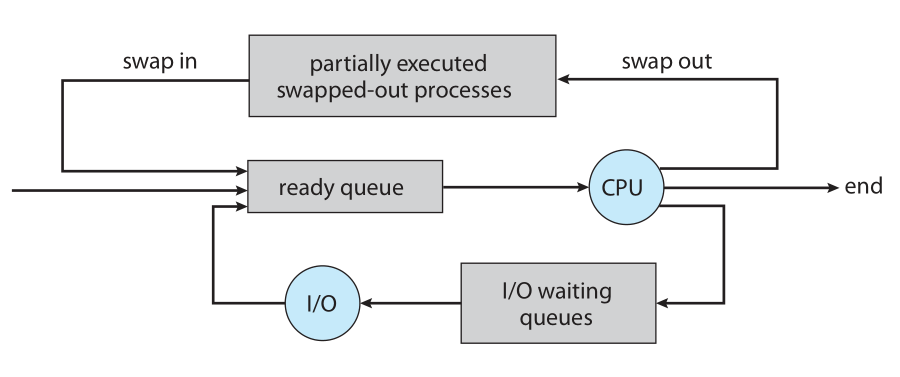 swap in
partially executed
swapped-out processes
swap out
ready queue
CPU
end
I/O
I/O waiting
queues